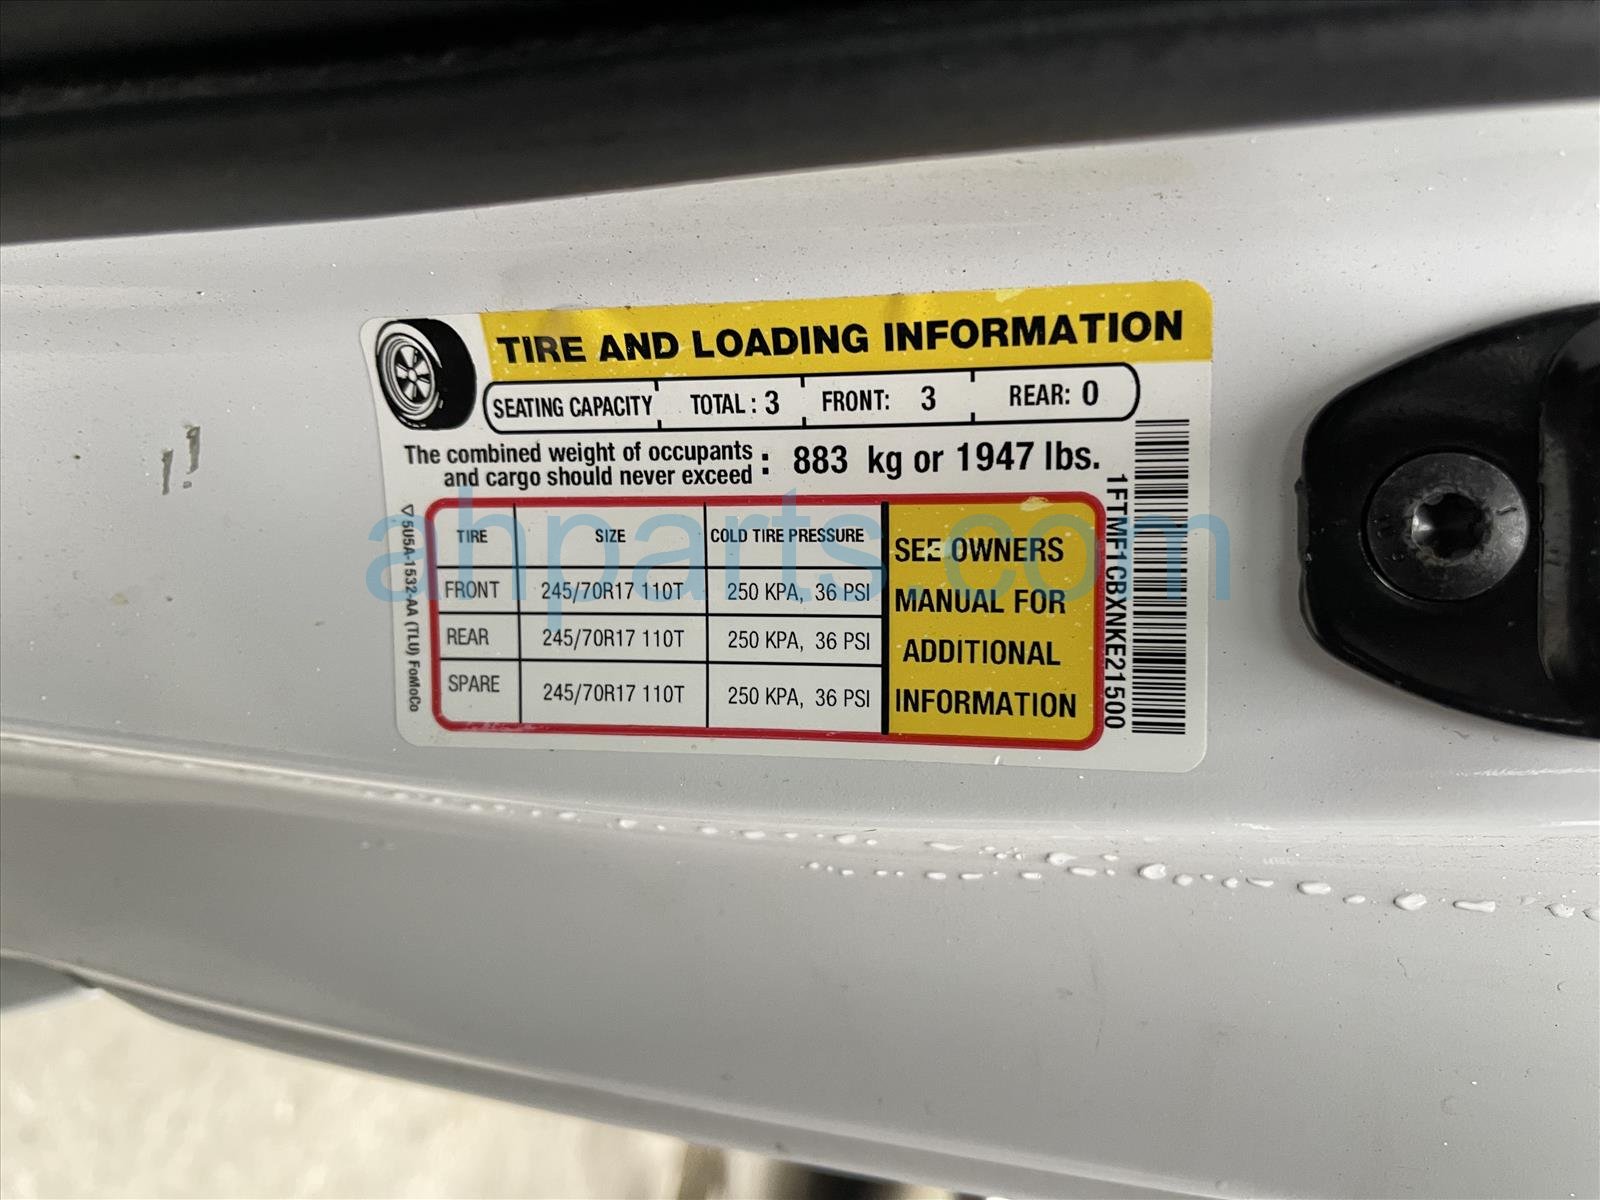 TIRE AND LOADING INFORMATION
SEATING CAPACITY TOTAL : 3 FRONT: 3 REAR: 0
The combined weight of occupants and cargo should never exceed : 883 kg or 1947 lbs.
TIRE SIZE COLD TIRE PRESSURE
FRONT 245/70R17 110T 250 KPA, 36 PSI
REAR 245/70R17 110T 250 KPA, 36 PSI
SPARE 245/70R17 110T 250 KPA, 36 PSI
SEE OWNERS
MANUAL FOR
ADDITIONAL
INFORMATION
5U5A-1532-AA (TLU) FoMoCo
1FTMF1CBXNKE21500
ahparts.com